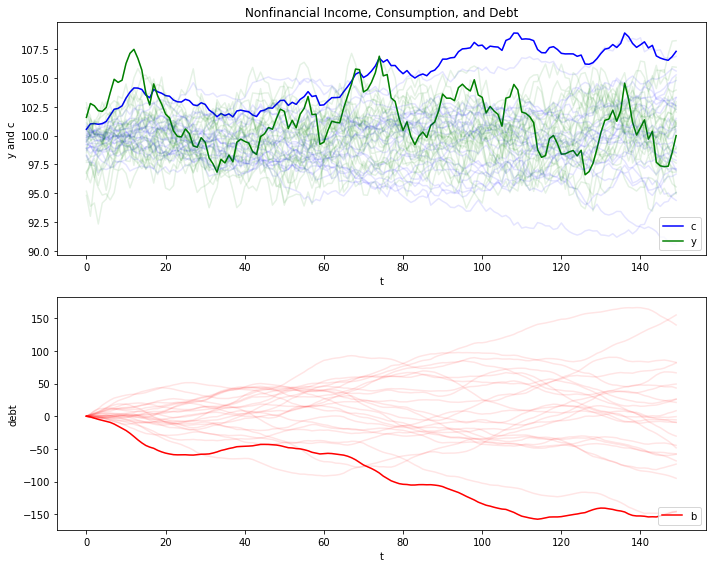 Nonfinancial Income, Consumption, and Debt
107.5
105.0
102.5
100.0
97.5
95.0
92.5
90.0
y and c
0 20 40 60 80 100 120 140
t
c
y
150
100
50
0
−50
−100
−150
debt
0 20 40 60 80 100 120 140
t
b